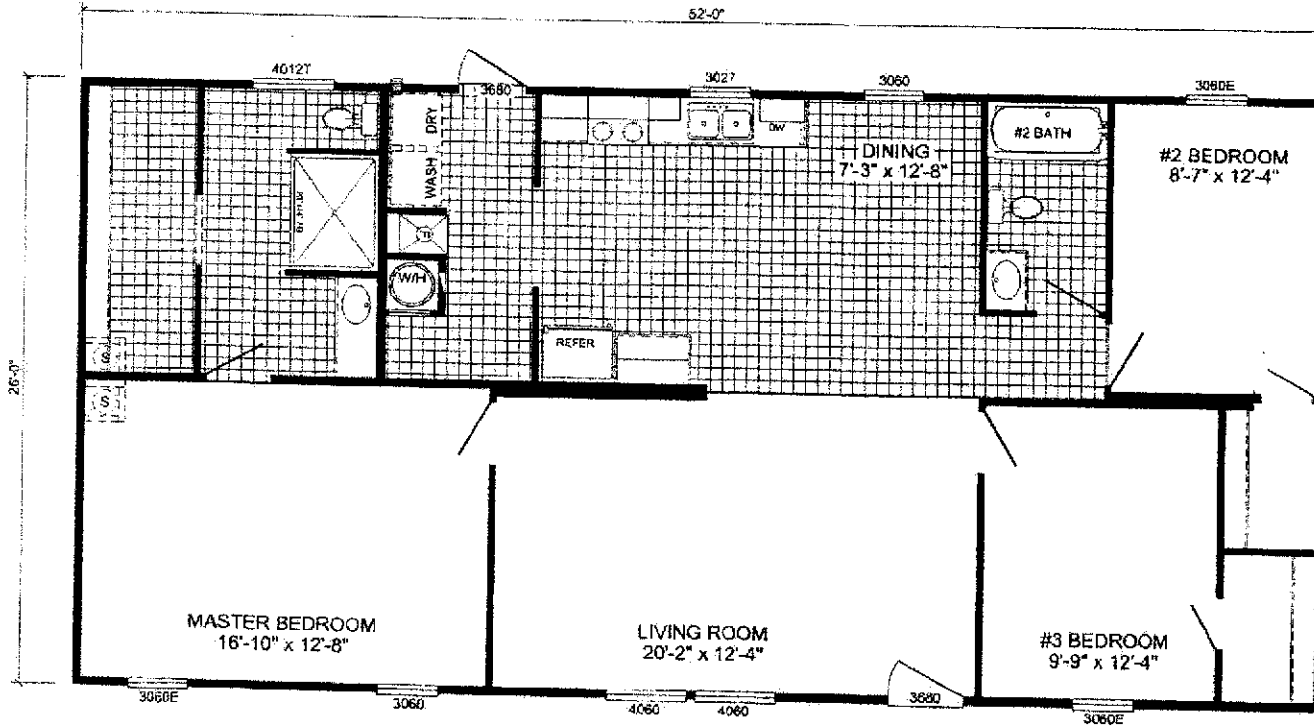 52'-0"
4012T
3680
3027
3060
3060E
WASH DRY
DW
DINING
7'-3" x 12'-8"
#2 BATH
#2 BEDROOM
8'-7" x 12'-4"
W/H
REFER
26'-0"
S
S
MASTER BEDROOM
16'-10" x 12'-8"
LIVING ROOM
20'-2" x 12'-4"
#3 BEDROOM
9'-9" x 12'-4"
3060E
3060
4060
4060
3680
3060E